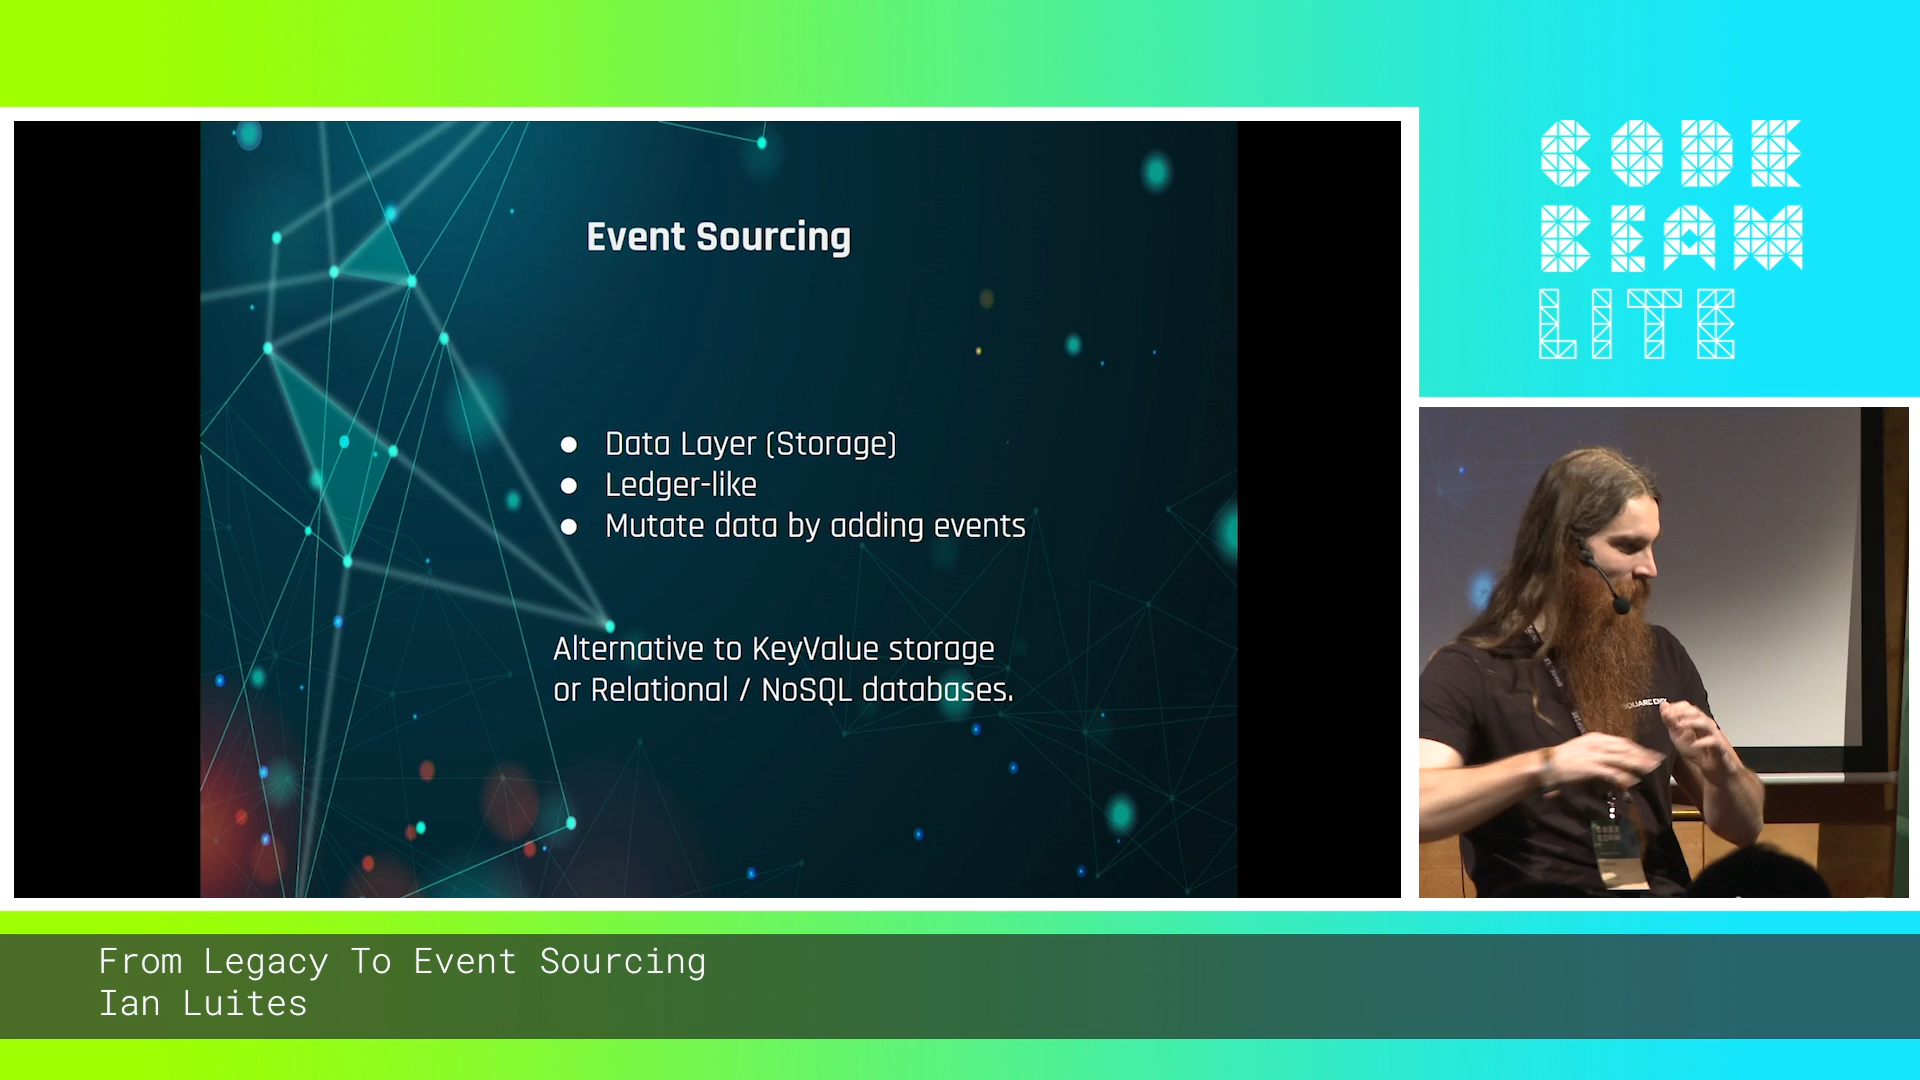 CODE
BEAM
LITE
Event Sourcing
● Data Layer (Storage)
● Ledger-like
● Mutate data by adding events
Alternative to KeyValue storage
or Relational / NoSQL databases.
From Legacy To Event Sourcing
Ian Luites